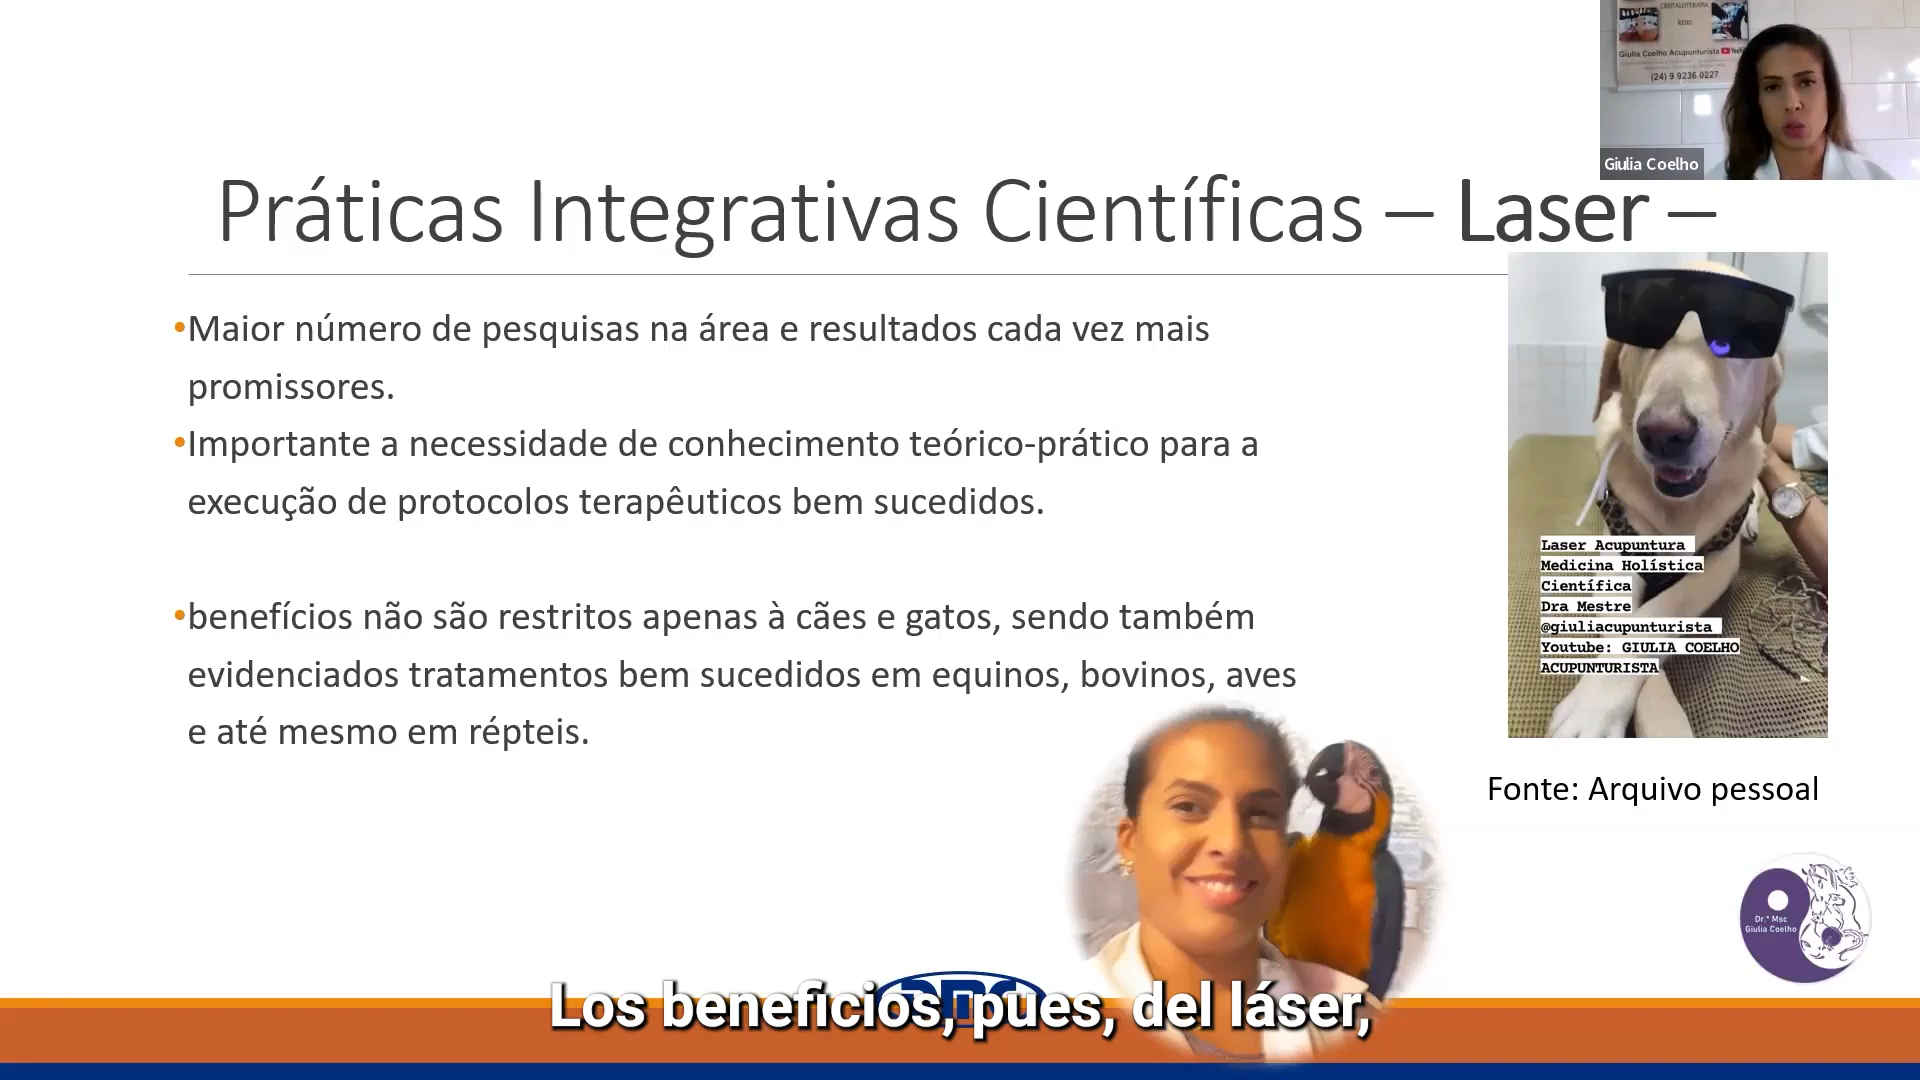 CRISTALOTERAPIA
REIKI
Giulia Coelho Acupunturista
(24) 9 9236 0227
Giulia Coelho
Práticas Integrativas Científicas – Laser –
•Maior número de pesquisas na área e resultados cada vez mais
promissores.
•Importante a necessidade de conhecimento teórico-prático para a
execução de protocolos terapêuticos bem sucedidos.
•benefícios não são restritos apenas à cães e gatos, sendo também
evidenciados tratamentos bem sucedidos em equinos, bovinos, aves
e até mesmo em répteis.
Laser Acupuntura
Medicina Holística
Científica
Dra Mestre
@giuliacupunturista
Youtube: GIULIA COELHO
ACUPUNTURISTA
Fonte: Arquivo pessoal
Dr.ª Msc
Giulia Coelho
Los beneficios, pues, del láser,